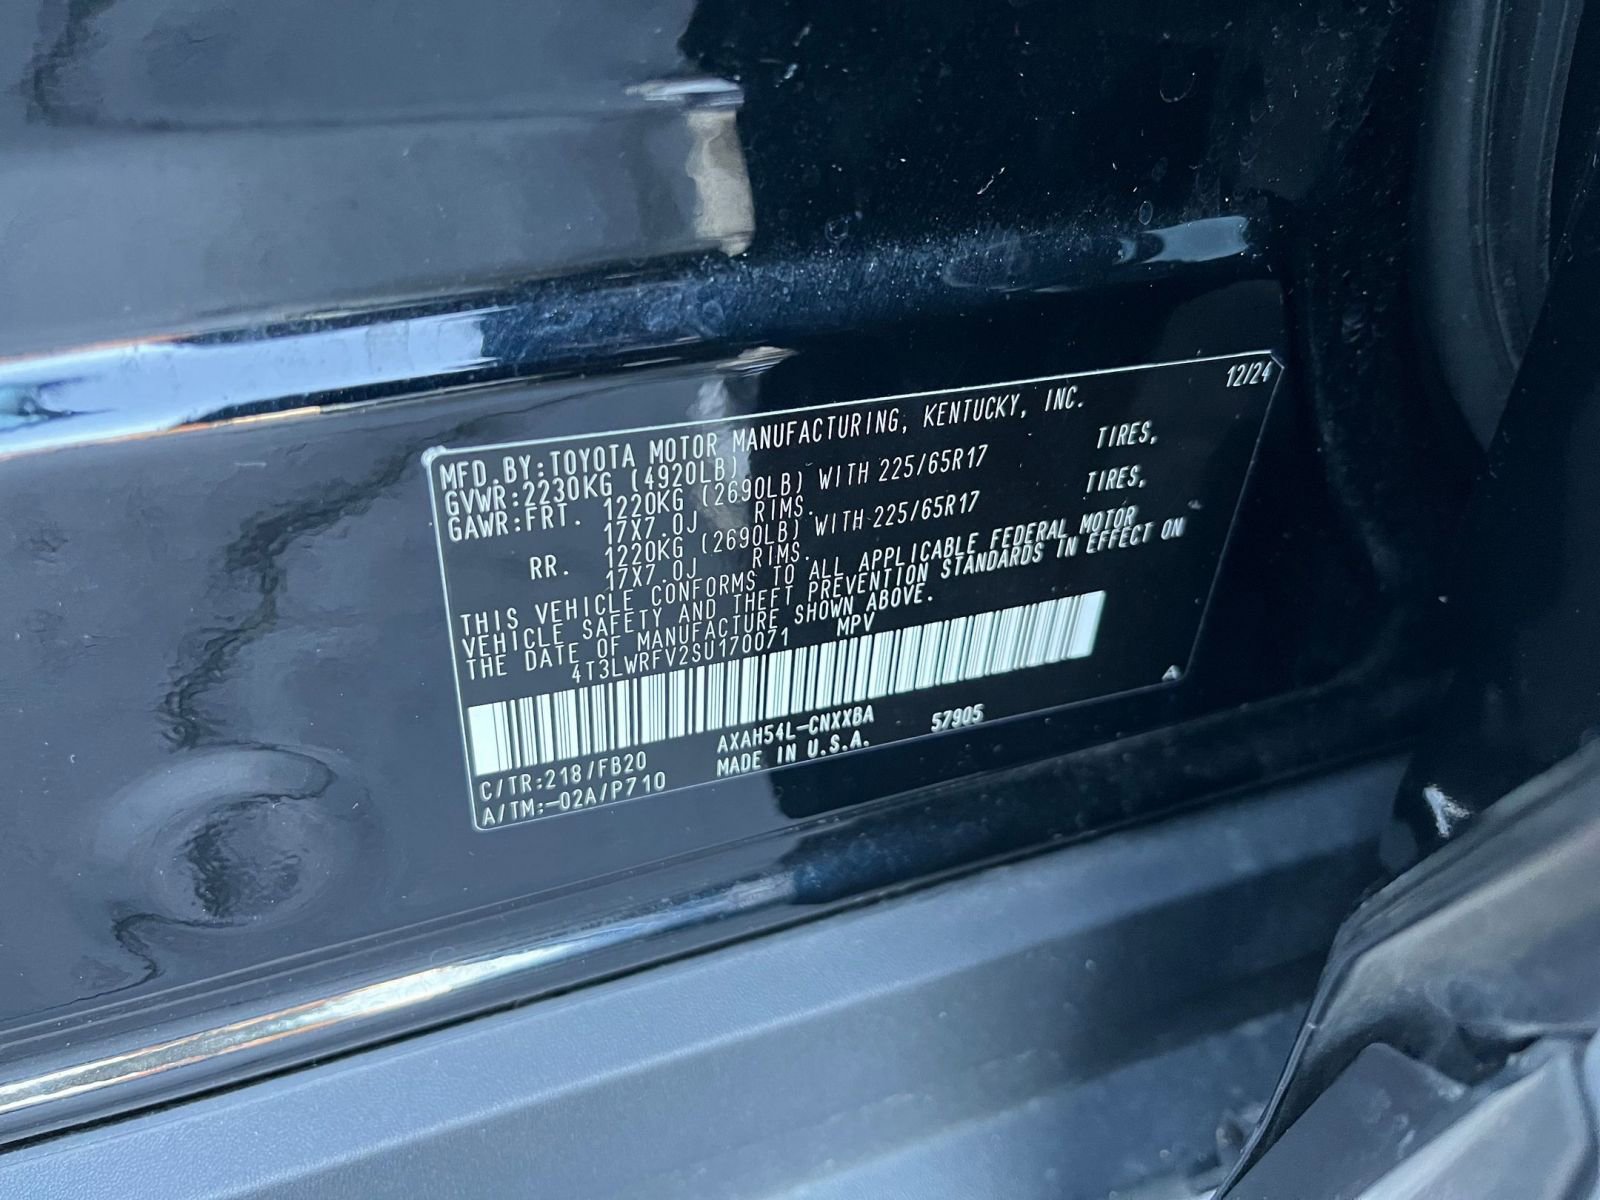 12/24
MFD.BY:TOYOTA MOTOR MANUFACTURING, KENTUCKY, INC.
GVWR:2230KG (4920LB)
GAWR:FRT. 1220KG (2690LB) WITH 225/65R17 TIRES,
17X7.0J RIMS.
RR. 1220KG (2690LB) WITH 225/65R17 TIRES,
17X7.0J RIMS.
THIS VEHICLE CONFORMS TO ALL APPLICABLE FEDERAL MOTOR
VEHICLE SAFETY AND THEFT PREVENTION STANDARDS IN EFFECT ON
THE DATE OF MANUFACTURE SHOWN ABOVE.
4T3LWRFV2SU170071 MPV
A
C/TR:218/FB20 AXAH54L-CNXXBA 57905
A/TM:-02A/P710 MADE IN U.S.A.